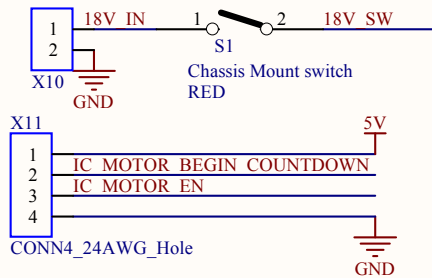 1 18V_IN 1 2 18V_SW
2 S1
X10 Chassis Mount switch
GND RED
X11 5V
1
IC_MOTOR_BEGIN_COUNTDOWN
2
IC_MOTOR_EN
3
4
CONN4_24AWG_Hole
GND